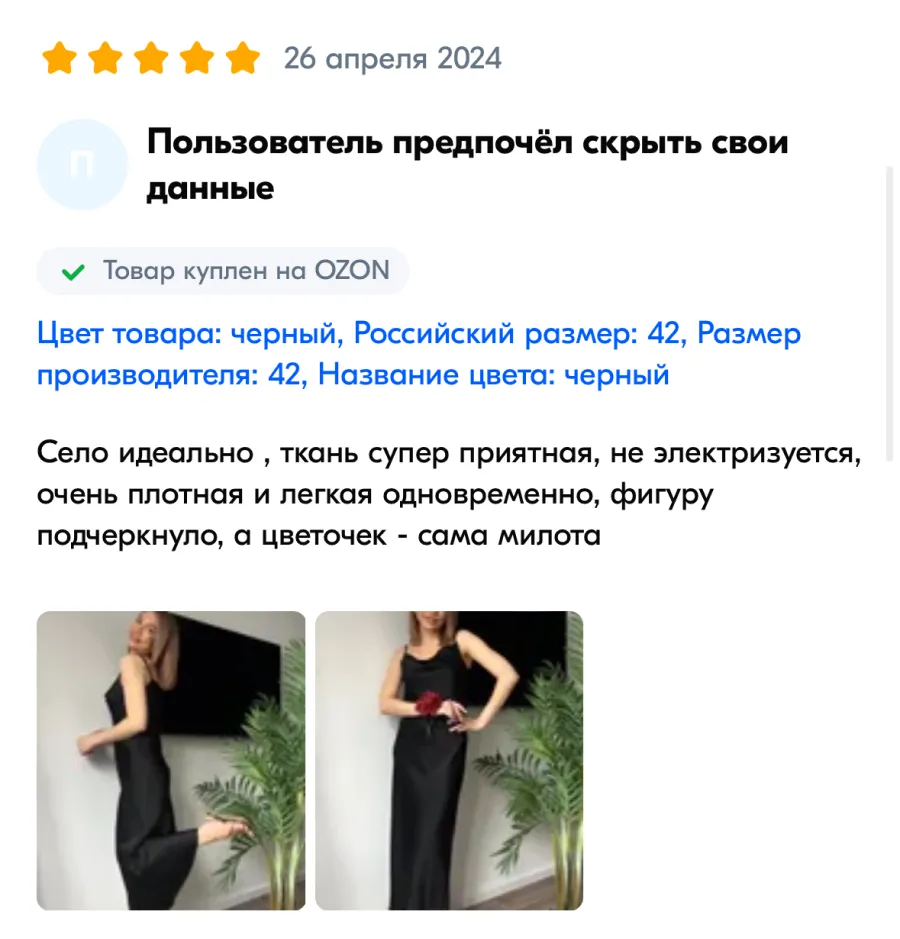 26 апреля 2024
П
Пользователь предпочёл скрыть свои
данные
Товар куплен на OZON
Цвет товара: черный, Российский размер: 42, Размер
производителя: 42, Название цвета: черный
Село идеально , ткань супер приятная, не электризуется,
очень плотная и легкая одновременно, фигуру
подчеркнуло, а цветочек - сама милота